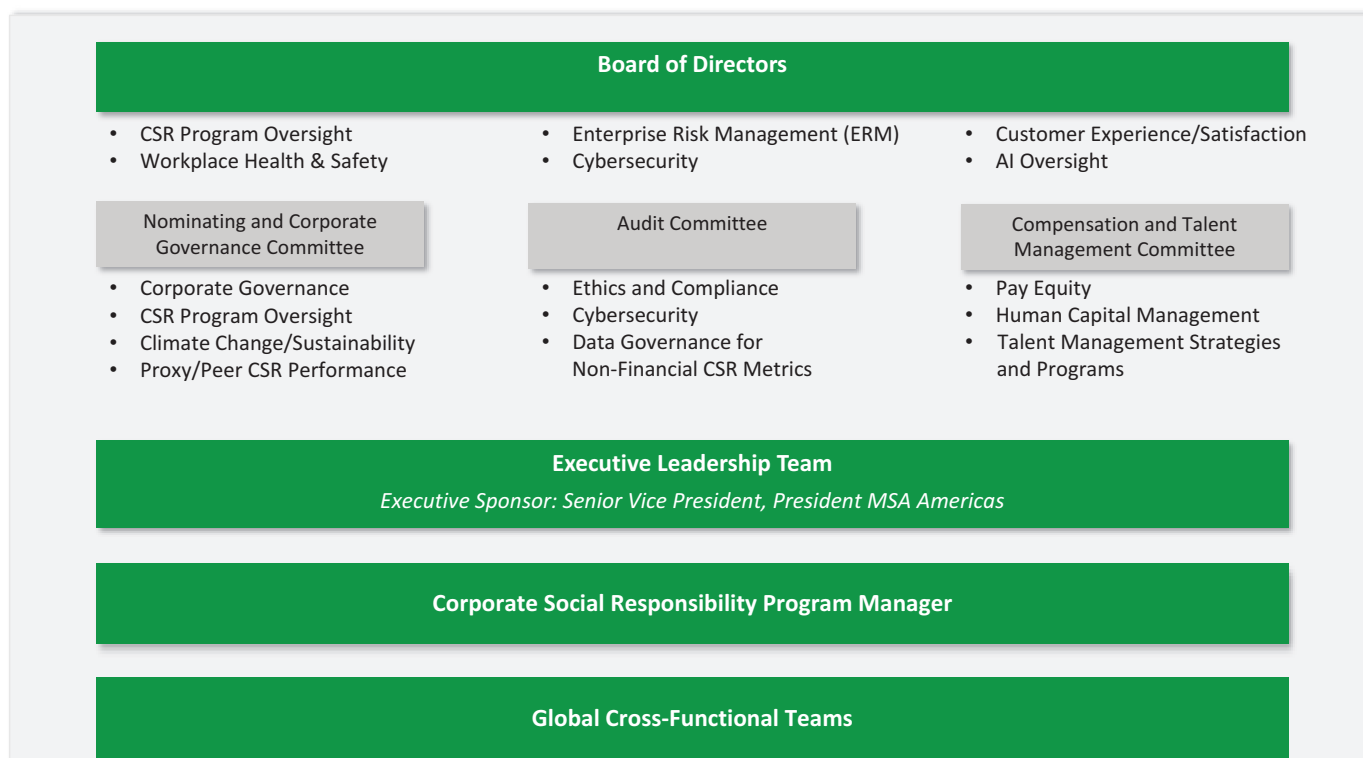 Board of Directors
• CSR Program Oversight
• Workplace Health & Safety
• Enterprise Risk Management (ERM)
• Cybersecurity
• Customer Experience/Satisfaction
• AI Oversight
Nominating and Corporate
Governance Committee
• Corporate Governance
• CSR Program Oversight
• Climate Change/Sustainability
• Proxy/Peer CSR Performance
Audit Committee
• Ethics and Compliance
• Cybersecurity
• Data Governance for
Non-Financial CSR Metrics
Compensation and Talent
Management Committee
• Pay Equity
• Human Capital Management
• Talent Management Strategies
and Programs
Executive Leadership Team
Executive Sponsor: Senior Vice President, President MSA Americas
Corporate Social Responsibility Program Manager
Global Cross-Functional Teams